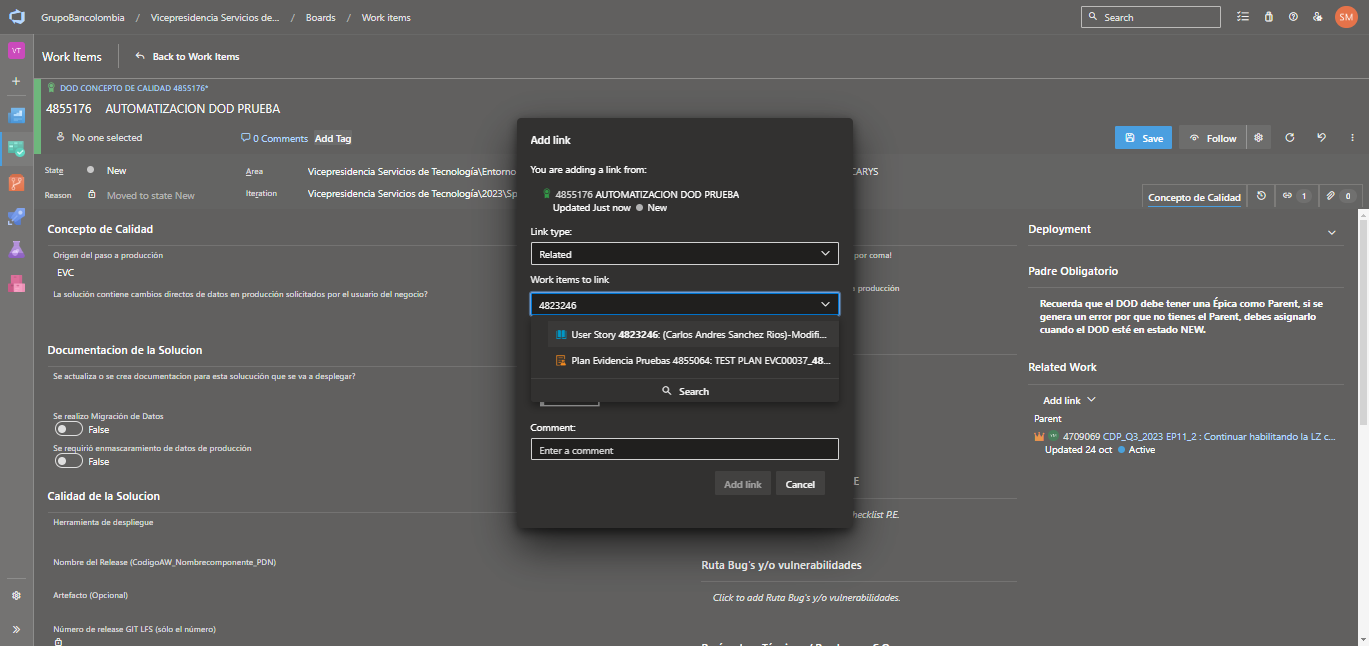 GrupoBancolombia / Vicepresidencia Servicios de... / Boards / Work items
Search
SM
VT
Work Items
Back to Work Items
DOD CONCEPTO DE CALIDAD 4855176*
4855176 AUTOMATIZACION DOD PRUEBA
No one selected
0 Comments
Add Tag
Save
Follow
State
New
Area
Vicepresidencia Servicios de Tecnología\Entorno
CARYS
Reason
Moved to state New
Iteration
Vicepresidencia Servicios de Tecnología\2023\Sp
Concepto de Calidad
1
0
Concepto de Calidad
Origen del paso a producción
EVC
La solución contiene cambios directos de datos en producción solicitados por el usuario del negocio?
por comal
producción
Documentacion de la Solucion
Se actualiza o se crea documentacion para esta solucución que se va a desplegar?
Se realizo Migración de Datos
False
Se requirió enmascaramiento de datos de producción
False
Calidad de la Solucion
Herramienta de despliegue
Nombre del Release (CodigoAW_Nombrecomponente_PDN)
Artefacto (Opcional)
Número de release GIT LFS (sólo el número)
Add link
You are adding a link from:
4855176 AUTOMATIZACION DOD PRUEBA
Updated Just now New
Link type:
Related
Work items to link
4823246
User Story 4823246: (Carlos Andres Sanchez Rios)-Modifi...
Plan Evidencia Pruebas 4855064: TEST PLAN EVC00037_48...
Search
Comment:
Enter a comment
Add link
Cancel
E
hecklist P.E.
Ruta Bug's y/o vulnerabilidades
Click to add Ruta Bug's y/o vulnerabilidades.
Deployment
Padre Obligatorio
Recuerda que el DOD debe tener una Épica como Parent, si se
genera un error por que no tienes el Parent, debes asignarlo
cuando el DOD esté en estado NEW.
Related Work
Add link
Parent
4709069 CDP_Q3_2023 EP11_2 : Continuar habilitando la LZ c...
Updated 24 oct Active